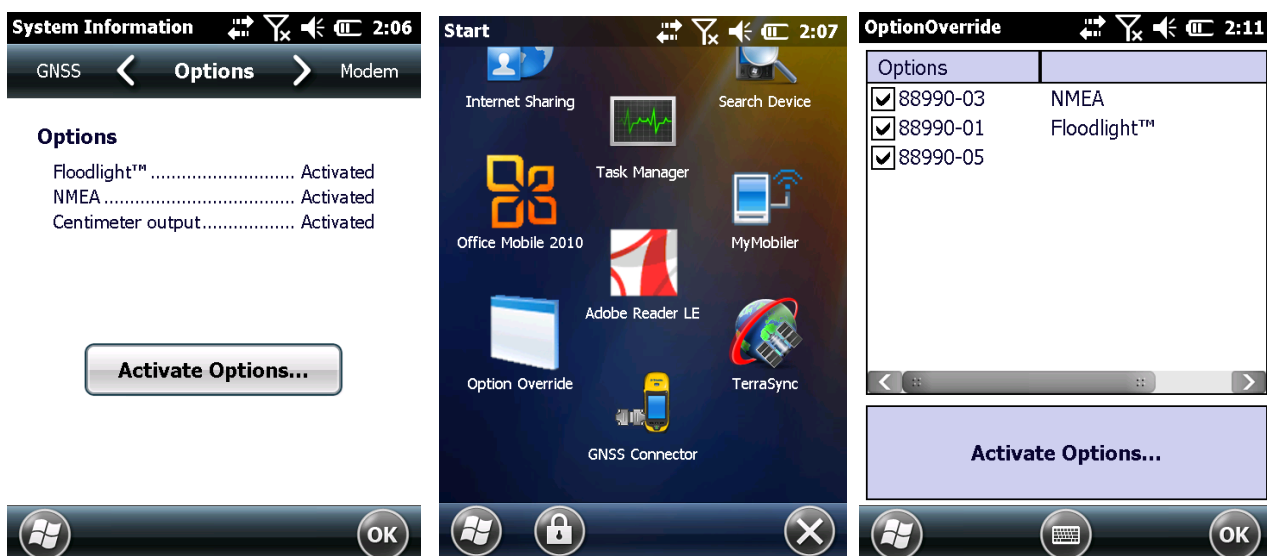 System Information 2:06
GNSS Options Modem
Options
Floodlight™ ........................... Activated
NMEA .................................... Activated
Centimeter output.................. Activated
Activate Options...
OK
Start 2:07
Internet Sharing
Search Device
Task Manager
Office Mobile 2010
MyMobiler
Adobe Reader LE
Option Override
TerraSync
GNSS Connector
OptionOverride 2:11
Options
88990-03 NMEA
88990-01 Floodlight™
88990-05
Activate Options...
OK